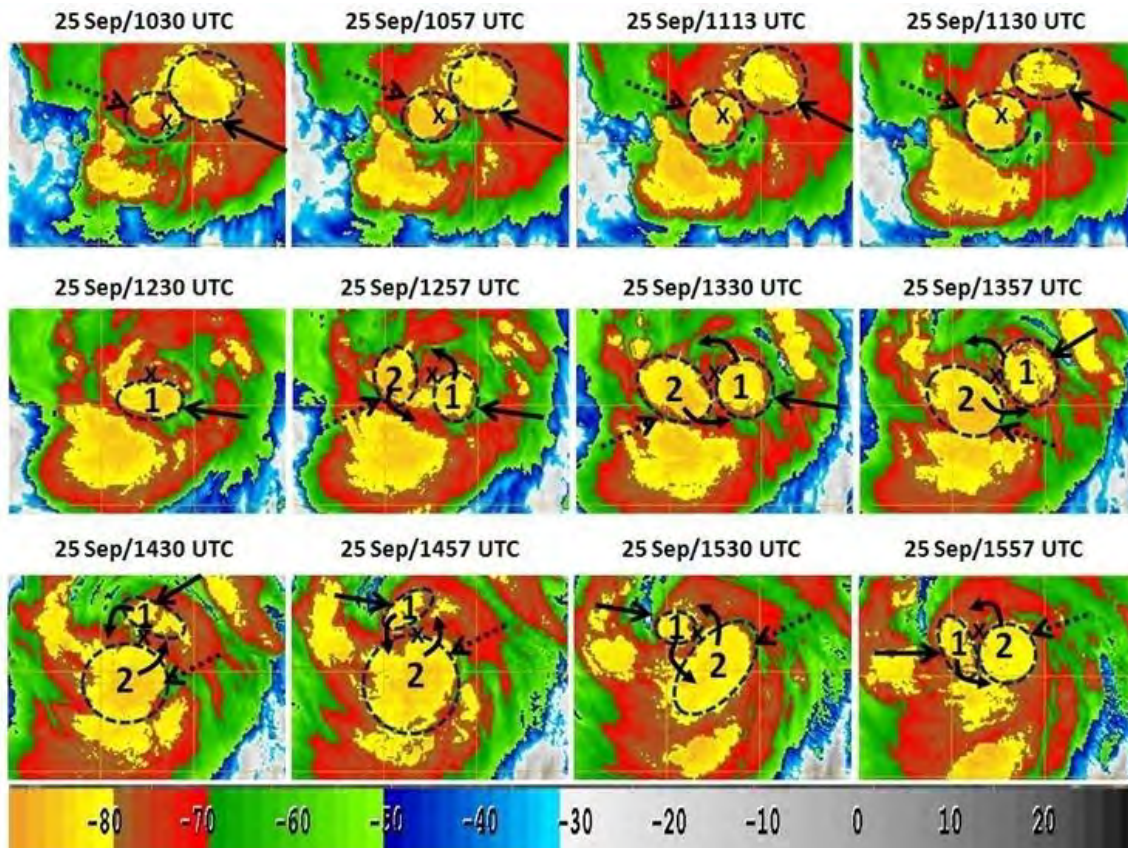 25 Sep/1030 UTC 25 Sep/1057 UTC 25 Sep/1113 UTC 25 Sep/1130 UTC
X X X X
25 Sep/1230 UTC 25 Sep/1257 UTC 25 Sep/1330 UTC 25 Sep/1357 UTC
X 1 2 X 1 2 X 1 2 X 1
25 Sep/1430 UTC 25 Sep/1457 UTC 25 Sep/1530 UTC 25 Sep/1557 UTC
1 X 2 1 X 2 1 X 2 1 X 2
-80 -70 -60 -50 -40 -30 -20 -10 0 10 20